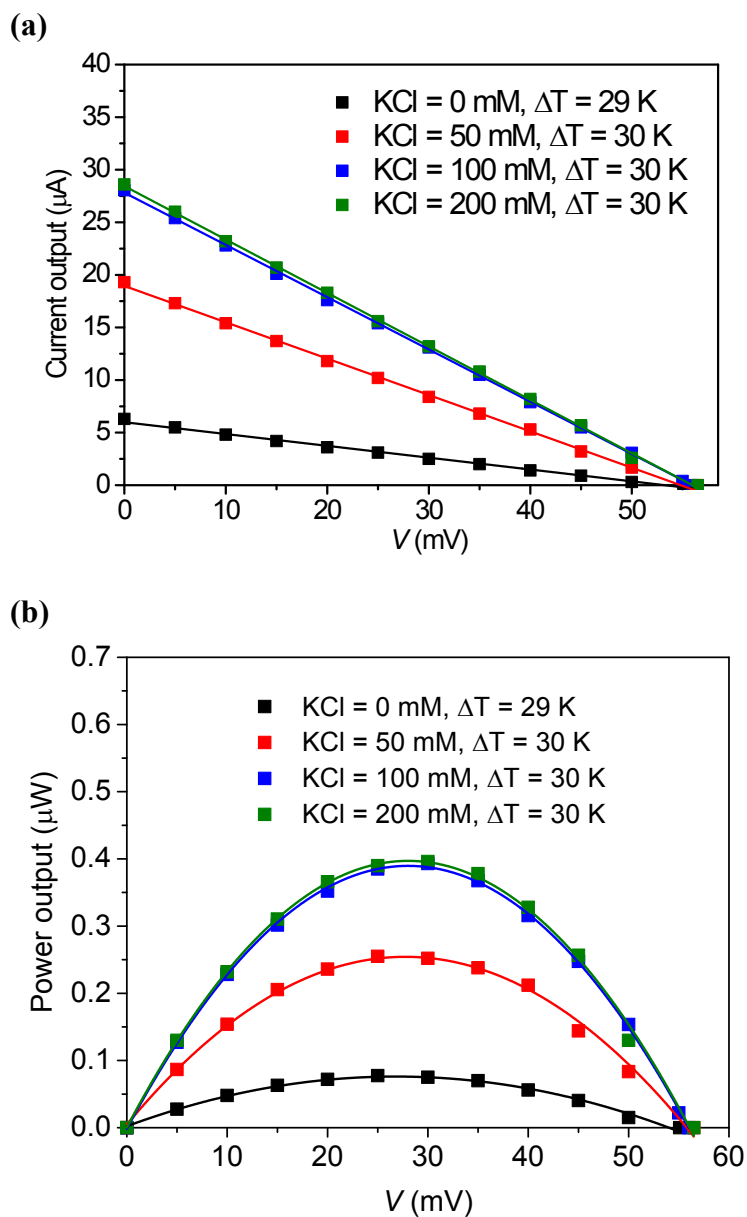 (a)
40
35
30
25
20
15
10
5
0
Current output (μA)
KCl = 0 mM, ΔT = 29 K
KCl = 50 mM, ΔT = 30 K
KCl = 100 mM, ΔT = 30 K
KCl = 200 mM, ΔT = 30 K
0 10 20 30 40 50
V (mV)
(b)
0.7
0.6
0.5
0.4
0.3
0.2
0.1
0.0
Power output (μW)
KCl = 0 mM, ΔT = 29 K
KCl = 50 mM, ΔT = 30 K
KCl = 100 mM, ΔT = 30 K
KCl = 200 mM, ΔT = 30 K
0 10 20 30 40 50 60
V (mV)